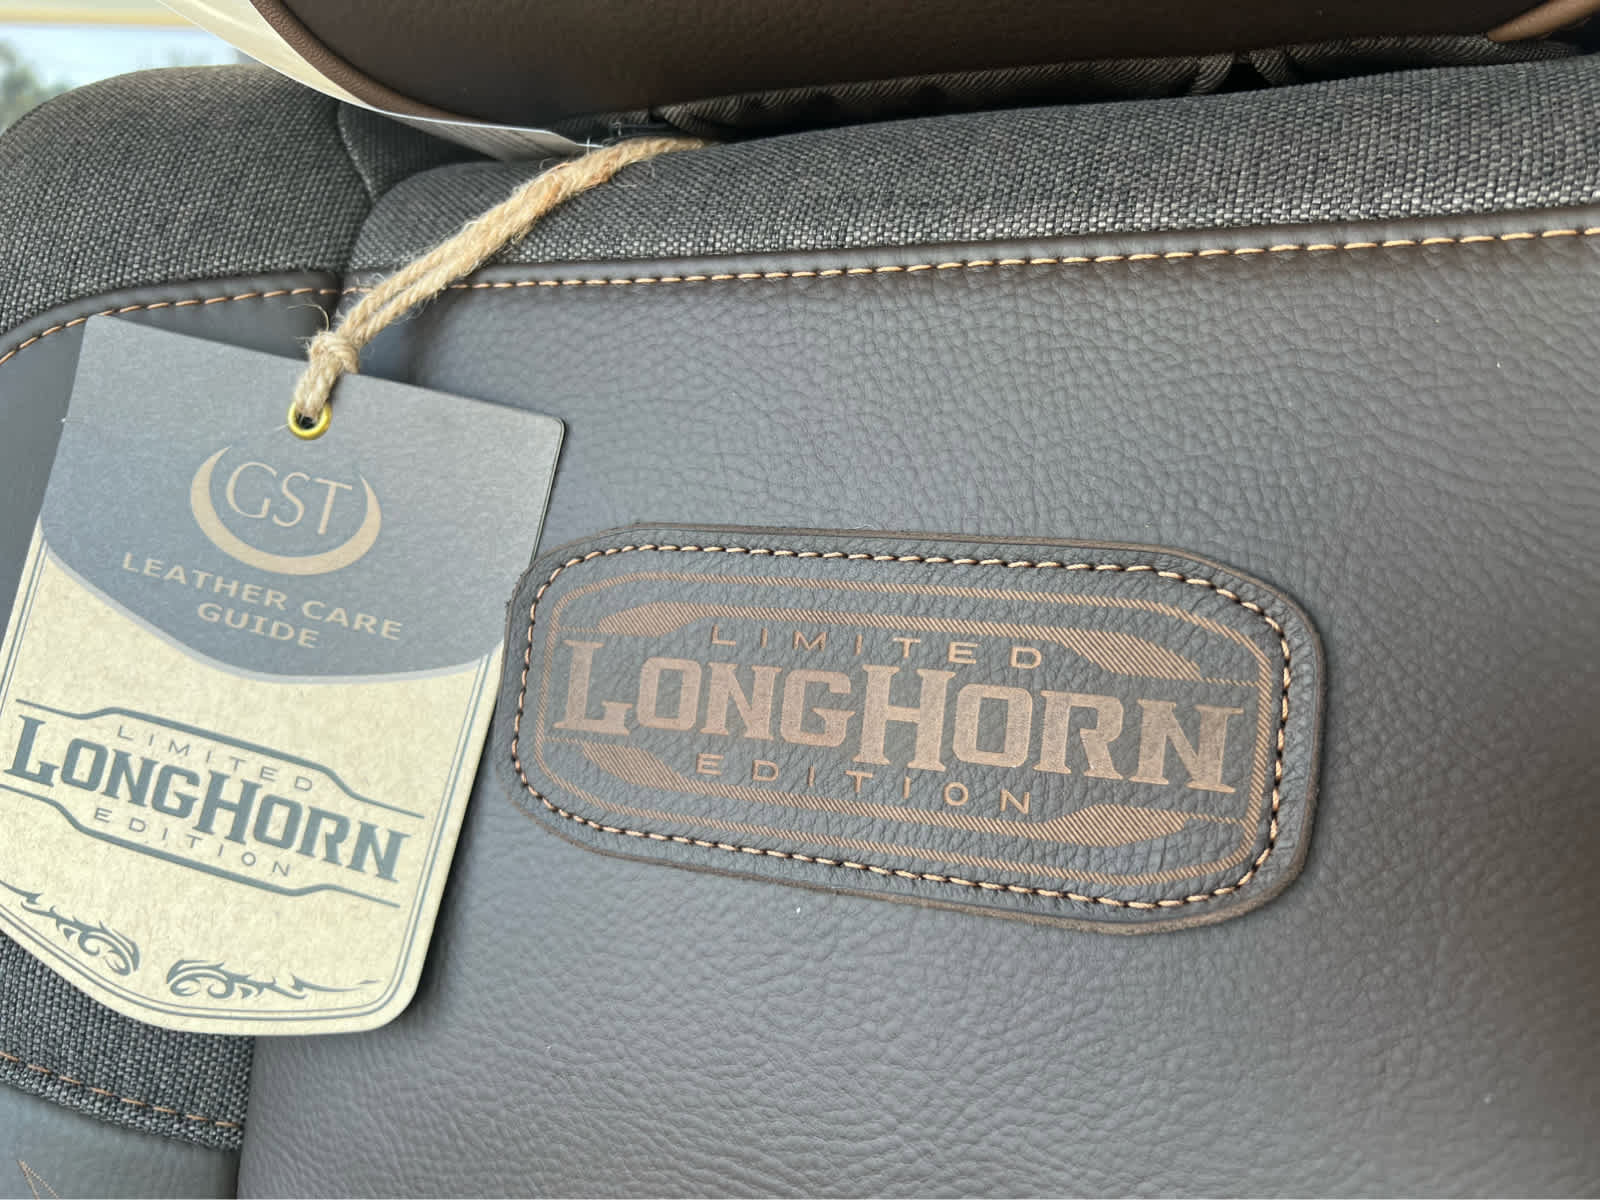 GST
LEATHER CARE
GUIDE
LIMITED
LONGHORN
EDITION
LIMITED
LONGHORN
EDITION